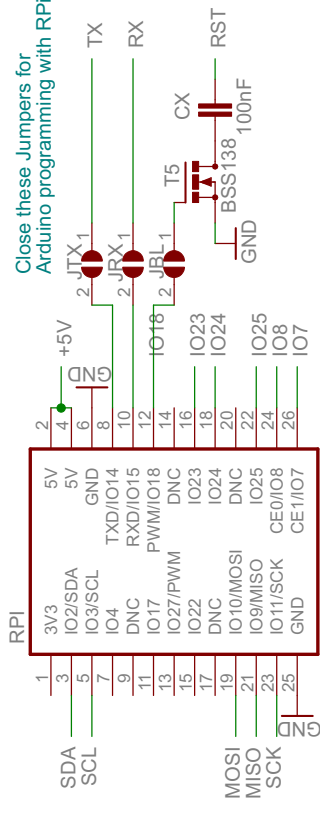 Close these Jumpers for
Arduino programming with RPi
TX
RX
RST
JTX
2
1
JRX
2
1
JBL
2
1
T5
BSS138
CX
100nF
GND
IO18
+5V
GND
IO23
IO24
IO25
IO8
IO7
RPI
1
3V3
5V
2
3
IO2/SDA
5V
4
5
IO3/SCL
GND
6
7
IO4
TXD/IO14
8
9
DNC
RXD/IO15
10
11
IO17
PWM/IO18
12
13
IO27/PWM
DNC
14
15
IO22
IO23
16
17
DNC
IO24
18
19
IO10/MOSI
DNC
20
21
IO9/MISO
IO25
22
23
IO11/SCK
CE0/IO8
24
25
GND
CE1/IO7
26
SDA
SCL
MOSI
MISO
SCK
GND